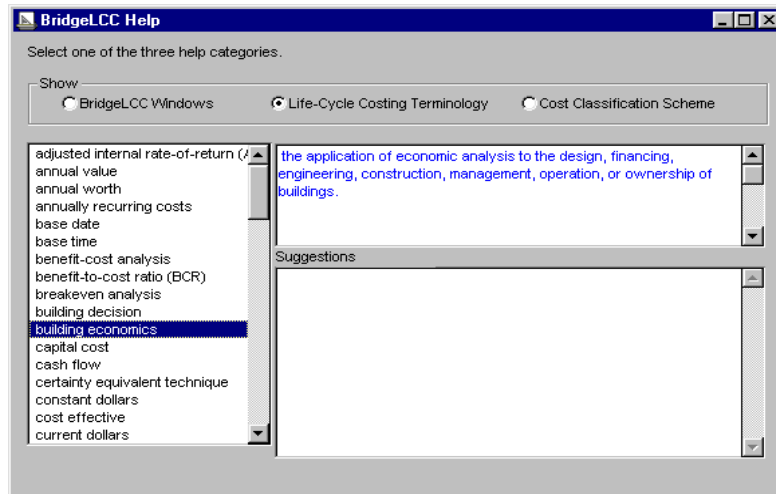 BridgeLCC Help
Select one of the three help categories.
Show
BridgeLCC Windows
Life-Cycle Costing Terminology
Cost Classification Scheme
adjusted internal rate-of-return (A
annual value
annual worth
annually recurring costs
base date
base time
benefit-cost analysis
benefit-to-cost ratio (BCR)
breakeven analysis
building decision
building economics
capital cost
cash flow
certainty equivalent technique
constant dollars
cost effective
current dollars
the application of economic analysis to the design, financing,
engineering, construction, management, operation, or ownership of
buildings.
Suggestions